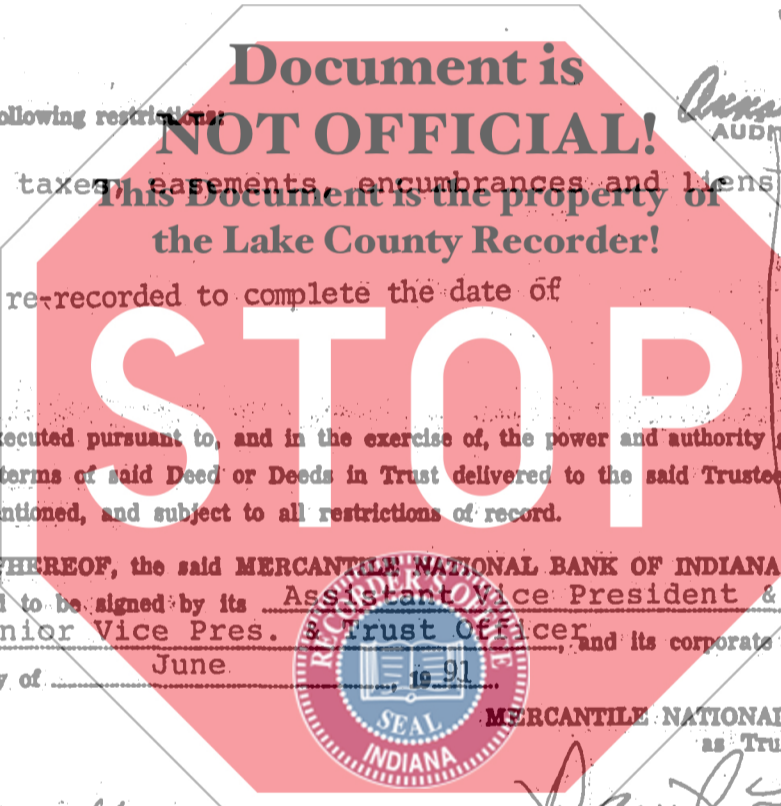 Document is
NOT OFFICIAL!
This Document is the property of
the Lake County Recorder!
STOP
ollowing restrictions:
AUDI
taxes, easements, encumbrances and liens
re-recorded to complete the date of
ecuted pursuant to, and in the exercise of, the power and authority
terms of said Deed or Deeds in Trust delivered to the said Trustee
ntioned, and subject to all restrictions of record.
WHEREOF, the said MERCANTILE NATIONAL BANK OF INDIANA
d to be signed by its Assistant Vice President &
nior Vice Pres. & Trust Officer, and its corporate
y of June, 19 91.
MERCANTILE NATIONAL
as Tru
RECORDER'S OFFICE
SEAL
INDIANA